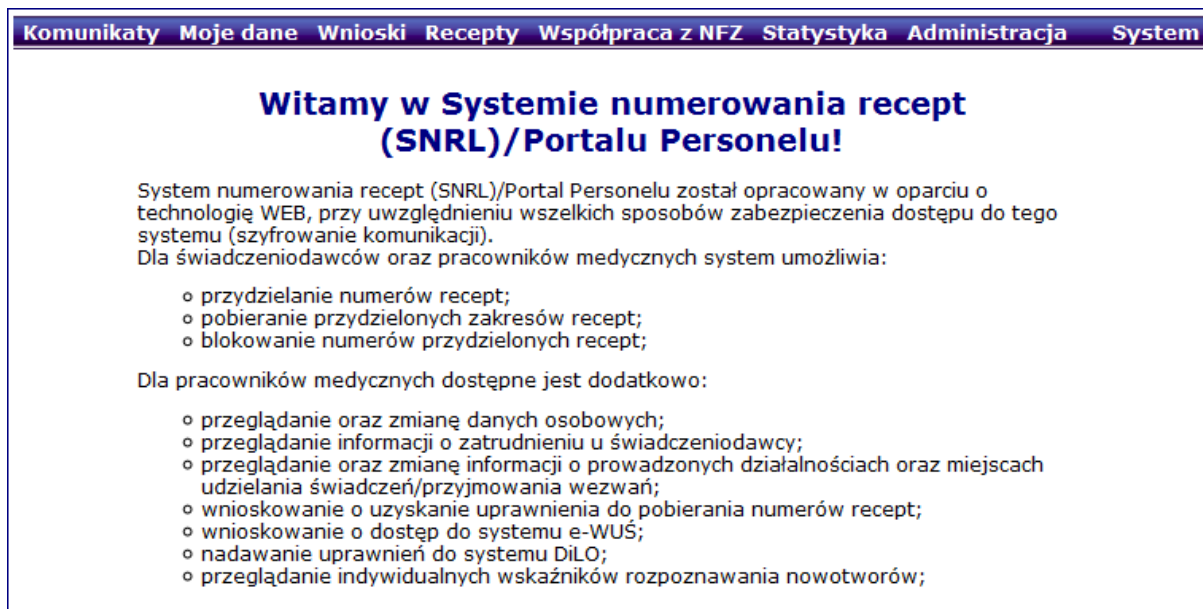 Komunikaty Moje dane Wnioski Recepty Współpraca z NFZ Statystyka Administracja System
Witamy w Systemie numerowania recept
(SNRL)/Portalu Personelu!
System numerowania recept (SNRL)/Portal Personelu został opracowany w oparciu o
technologię WEB, przy uwzględnieniu wszelkich sposobów zabezpieczenia dostępu do tego
systemu (szyfrowanie komunikacji).
Dla świadczeniodawców oraz pracowników medycznych system umożliwia:
przydzielanie numerów recept;
pobieranie przydzielonych zakresów recept;
blokowanie numerów przydzielonych recept;
Dla pracowników medycznych dostępne jest dodatkowo:
przeglądanie oraz zmianę danych osobowych;
przeglądanie informacji o zatrudnieniu u świadczeniodawcy;
przeglądanie oraz zmianę informacji o prowadzonych działalnościach oraz miejscach
udzielania świadczeń/przyjmowania wezwań;
wnioskowanie o uzyskanie uprawnienia do pobierania numerów recept;
wnioskowanie o dostęp do systemu e-WUŚ;
nadawanie uprawnień do systemu DiLO;
przeglądanie indywidualnych wskaźników rozpoznawania nowotworów;